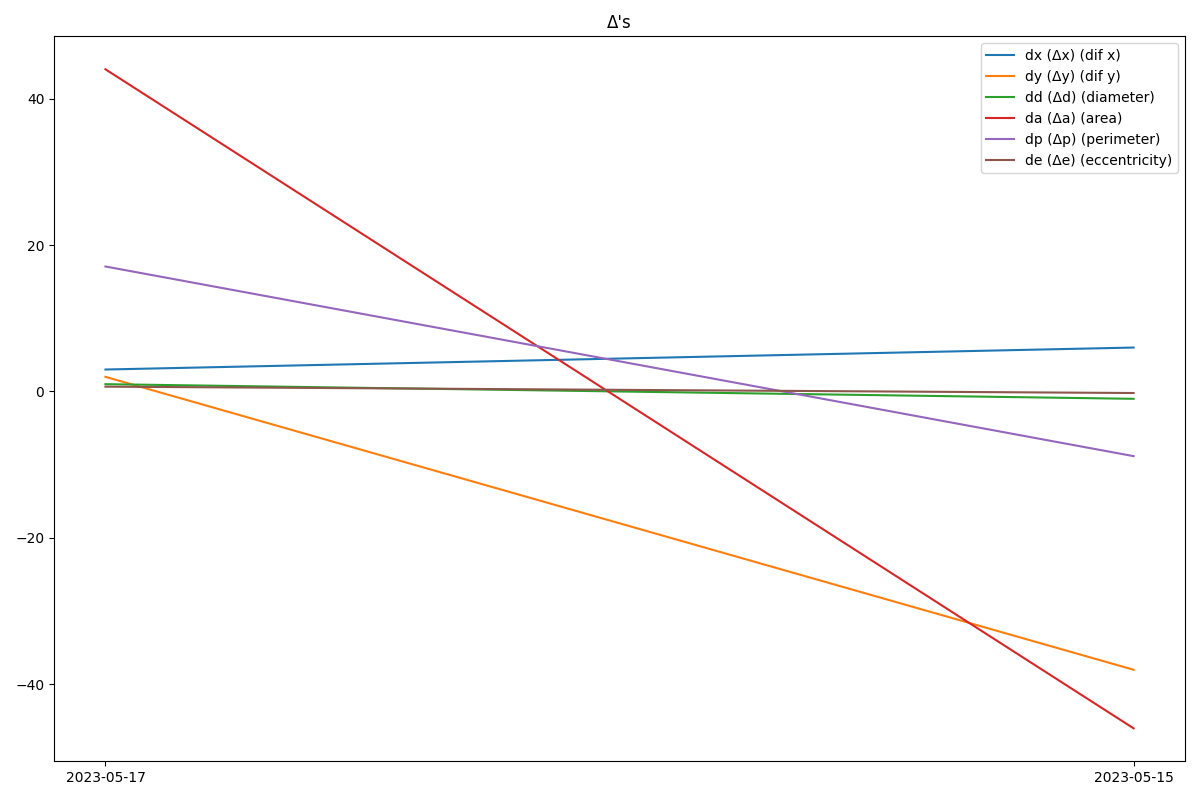 Δ's
dx (Δx) (dif x)
dy (Δy) (dif y)
dd (Δd) (diameter)
da (Δa) (area)
dp (Δp) (perimeter)
de (Δe) (eccentricity)
40
20
0
−20
−40
2023-05-17 2023-05-15